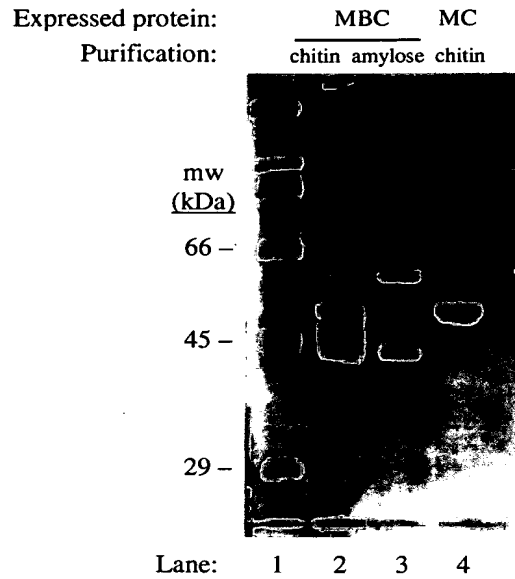 Expressed protein: MBC MC
Purification: chitin amylose chitin
mw
(kDa)
66 –
45 –
29 –
Lane: 1 2 3 4